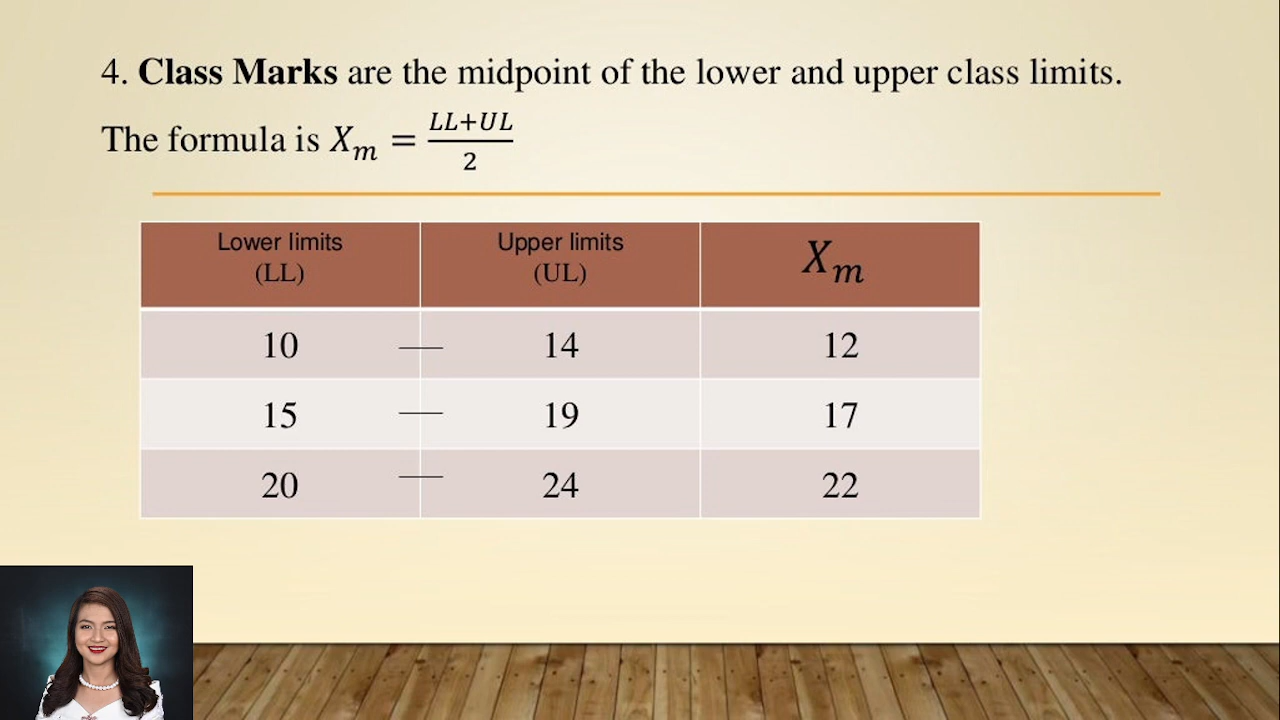 4. Class Marks are the midpoint of the lower and upper class limits.
The formula is Xₘ = (LL+UL)/2
Lower limits (LL) Upper limits (UL) Xₘ
10 — 14 12
15 — 19 17
20 — 24 22